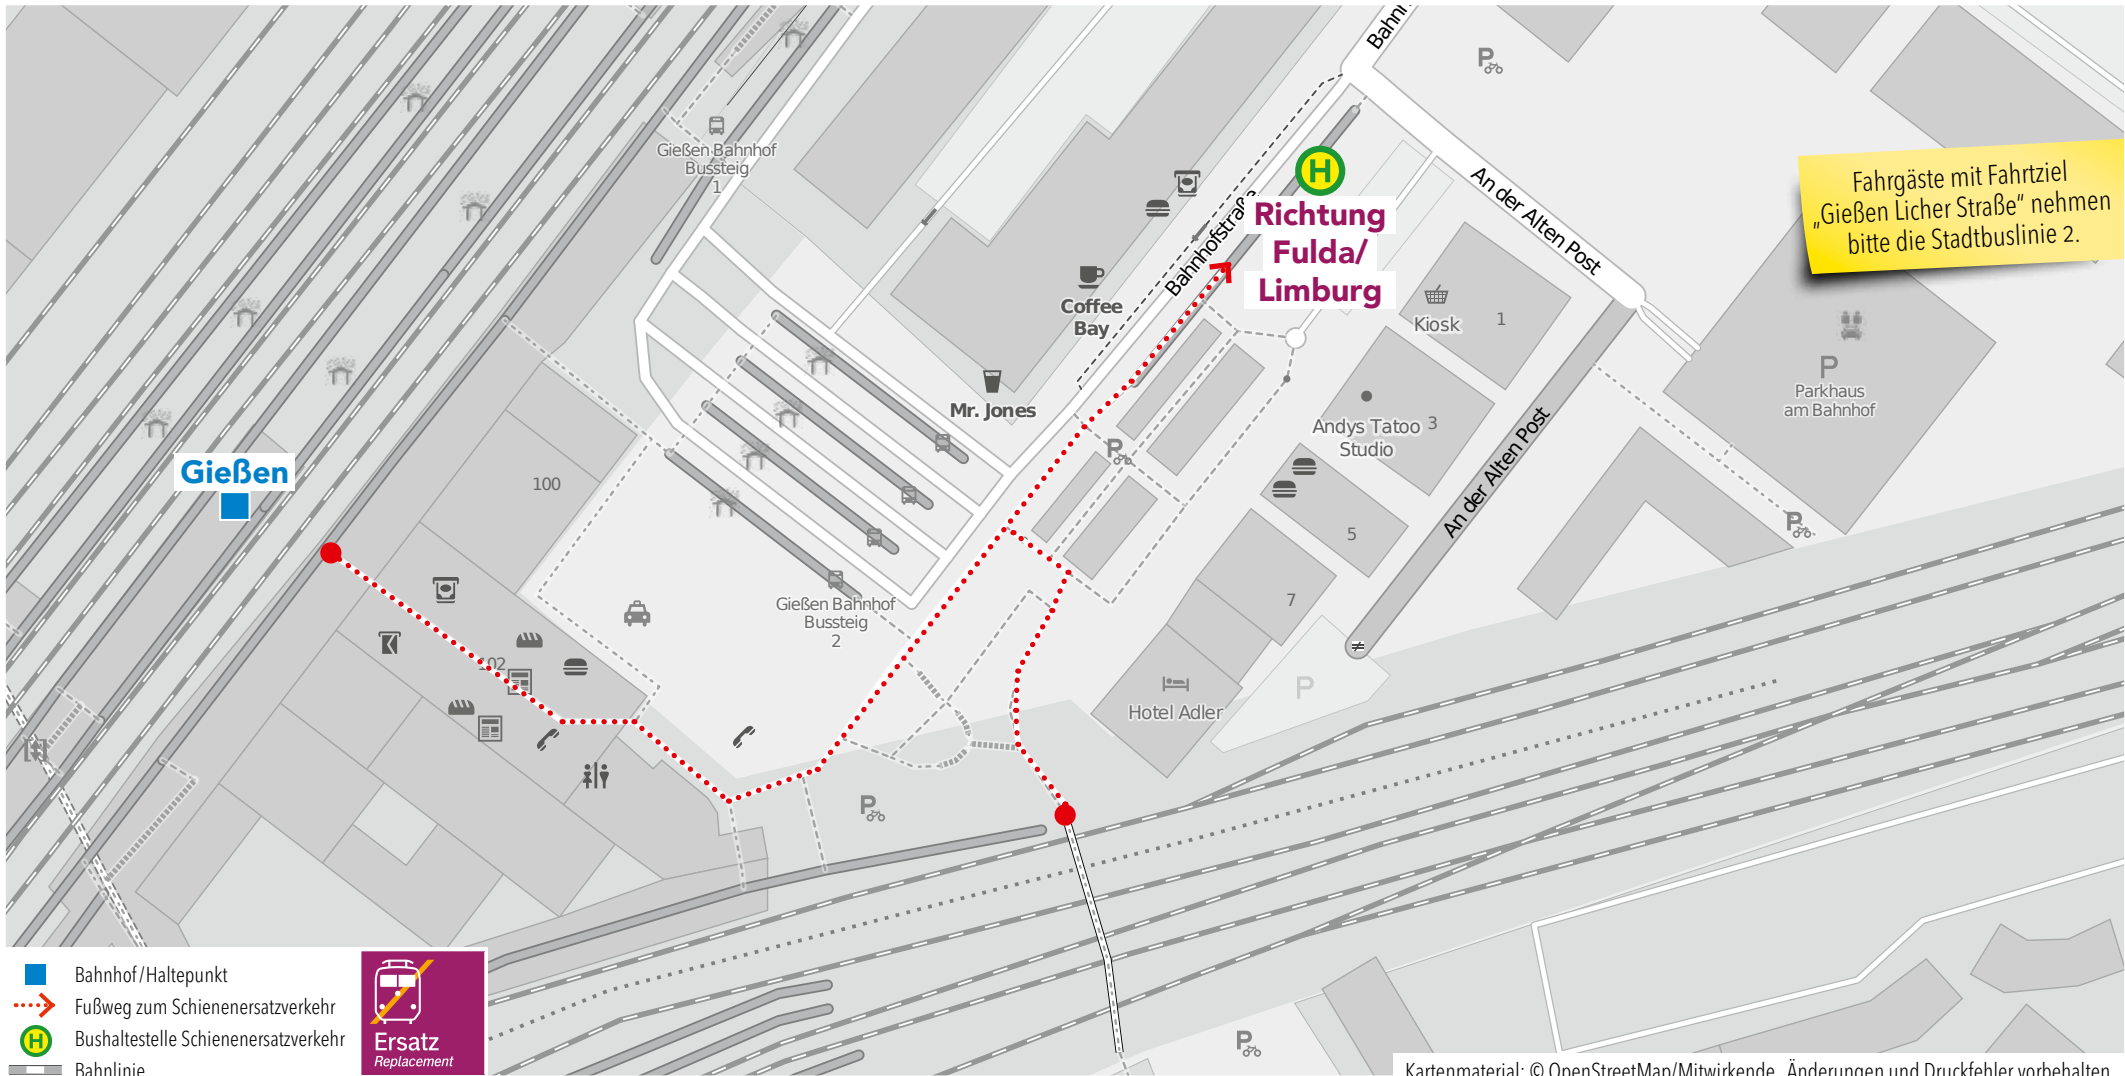 Bahnh
P
Gießen Bahnhof
Bussteig
1
H
Richtung
Fulda/
Limburg
Bahnhofstraße
An der Alten Post
Fahrgäste mit Fahrtziel
„Gießen Licher Straße“ nehmen
bitte die Stadtbuslinie 2.
Coffee
Bay
Mr. Jones
Kiosk
1
Andys Tatoo
Studio
3
P
Parkhaus
am Bahnhof
Gießen
100
P
An der Alten Post
5
P
7
Gießen Bahnhof
Bussteig
2
102
Hotel Adler
P
P
P
Bahnhof/Haltepunkt
Fußweg zum Schienenersatzverkehr
H
Bushaltestelle Schienenersatzverkehr
Bahnlinie
Ersatz
Replacement
Kartenmaterial: © OpenStreetMap/Mitwirkende, Änderungen und Druckfehler vorbehalten